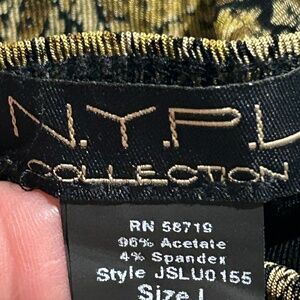 N.Y.P.L
COLLECTION
RN 58719
96% Acetate
4% Spandex
Style JSLU0155
Size L